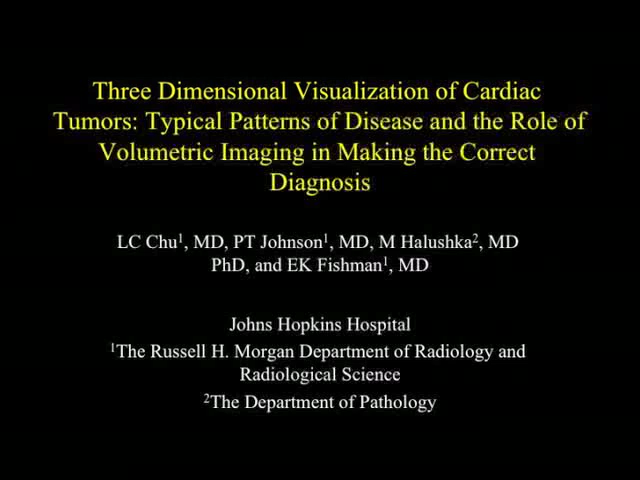 Three Dimensional Visualization of Cardiac
Tumors: Typical Patterns of Disease and the Role of
Volumetric Imaging in Making the Correct
Diagnosis
LC Chu¹, MD, PT Johnson¹, MD, M Halushka², MD
PhD, and EK Fishman¹, MD
Johns Hopkins Hospital
¹The Russell H. Morgan Department of Radiology and
Radiological Science
²The Department of Pathology